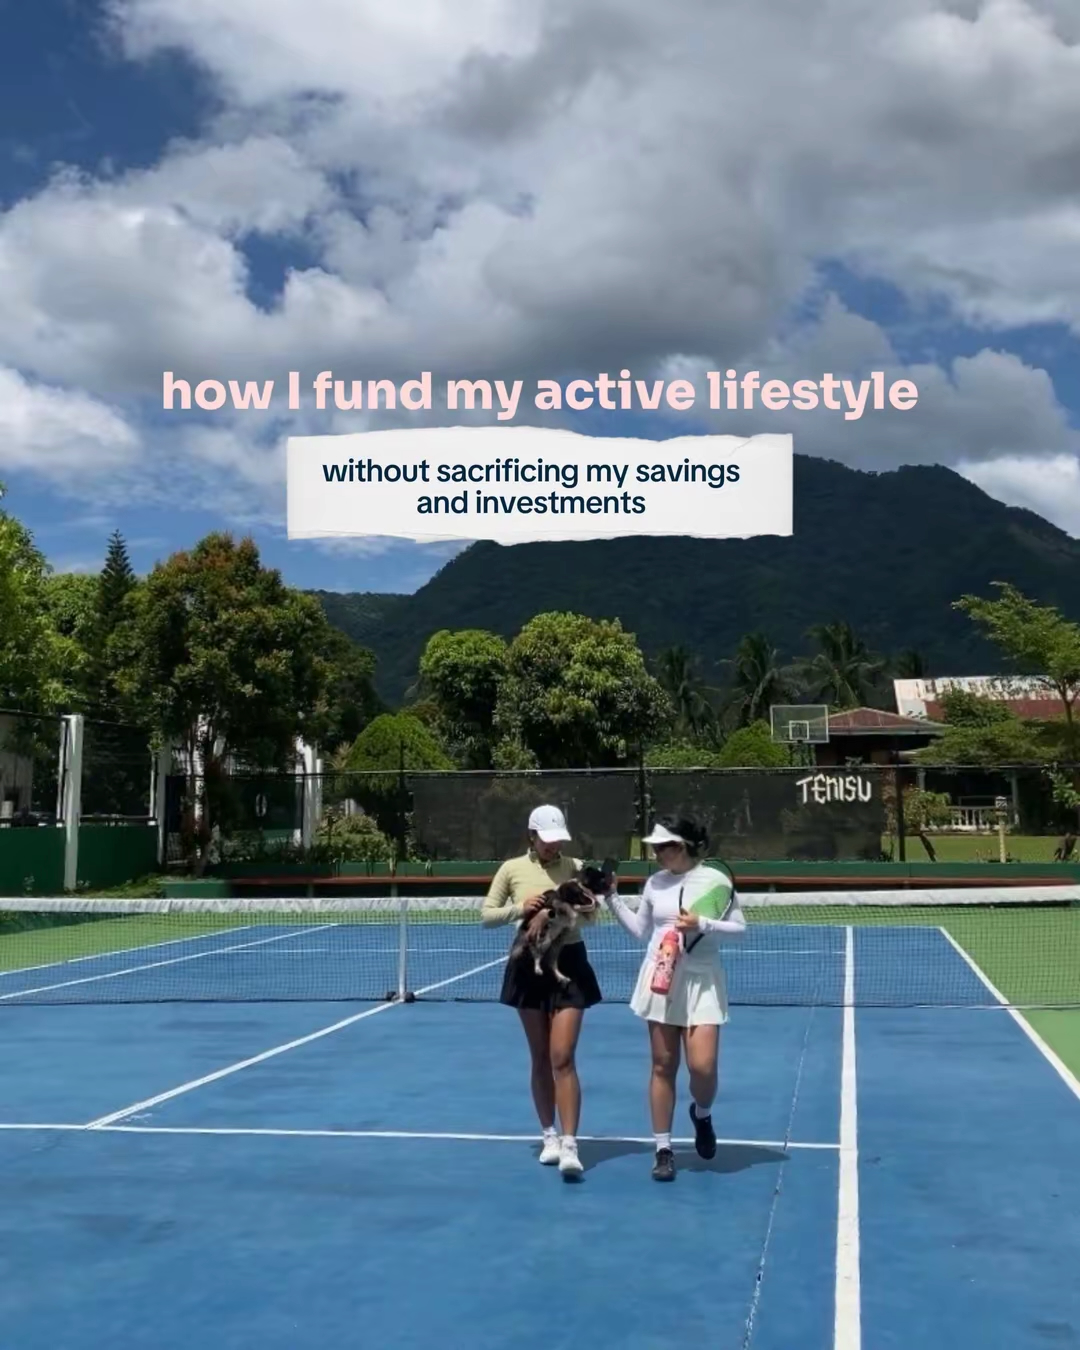 how I fund my active lifestyle
without sacrificing my savings
and investments
TENISU